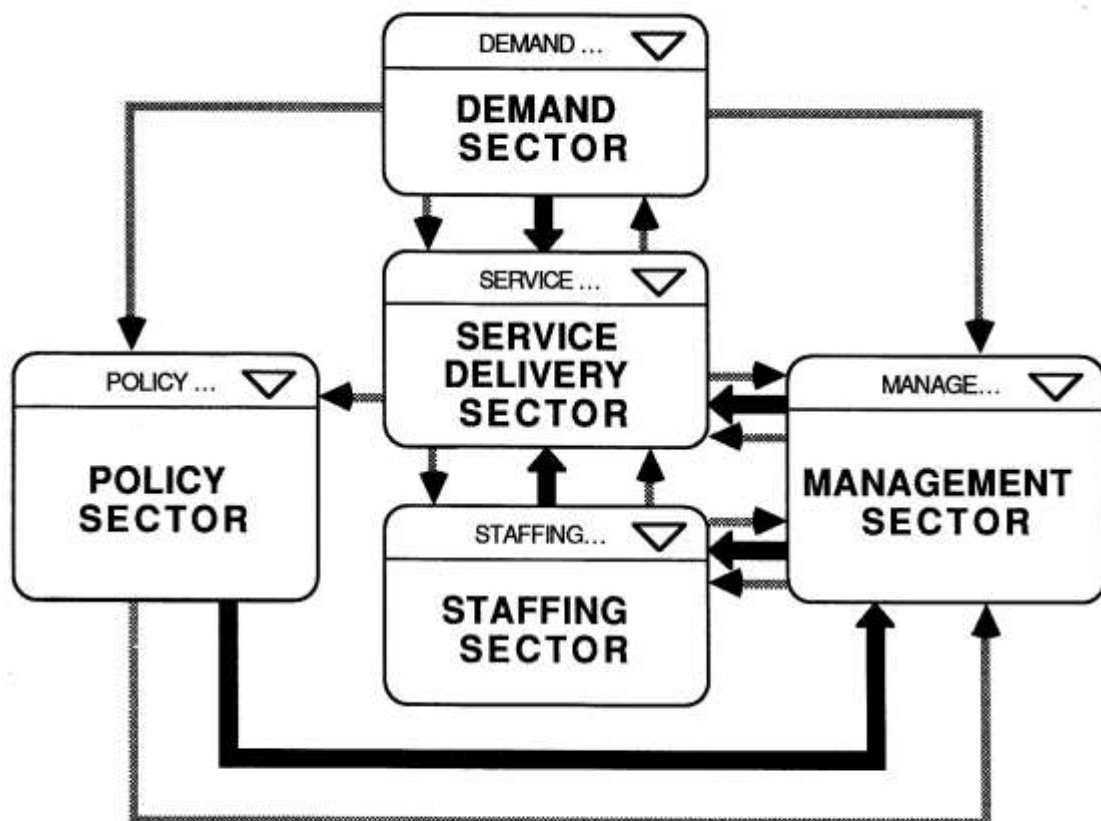 DEMAND ...
DEMAND
SECTOR
SERVICE ...
SERVICE
DELIVERY
SECTOR
POLICY ...
POLICY
SECTOR
MANAGE...
MANAGEMENT
SECTOR
STAFFING...
STAFFING
SECTOR